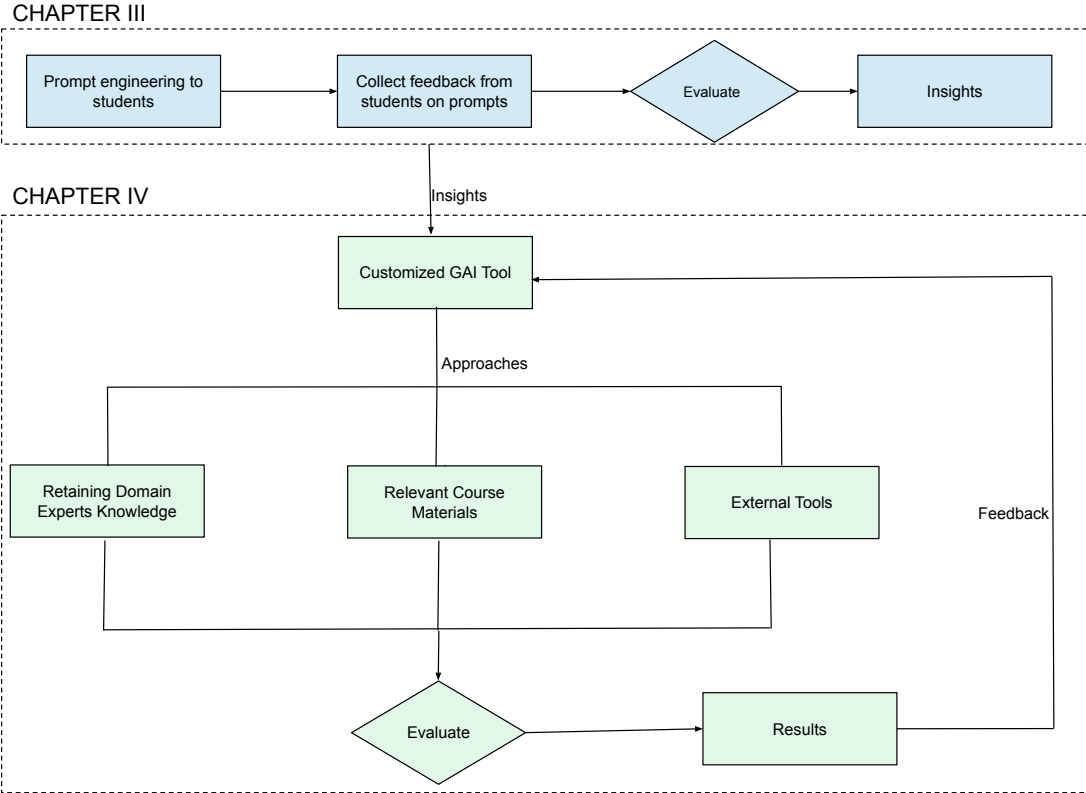 CHAPTER III
Prompt engineering to
students
Collect feedback from
students on prompts
Evaluate
Insights
Insights
CHAPTER IV
Customized GAI Tool
Approaches
Retaining Domain
Experts Knowledge
Relevant Course
Materials
External Tools
Feedback
Evaluate
Results